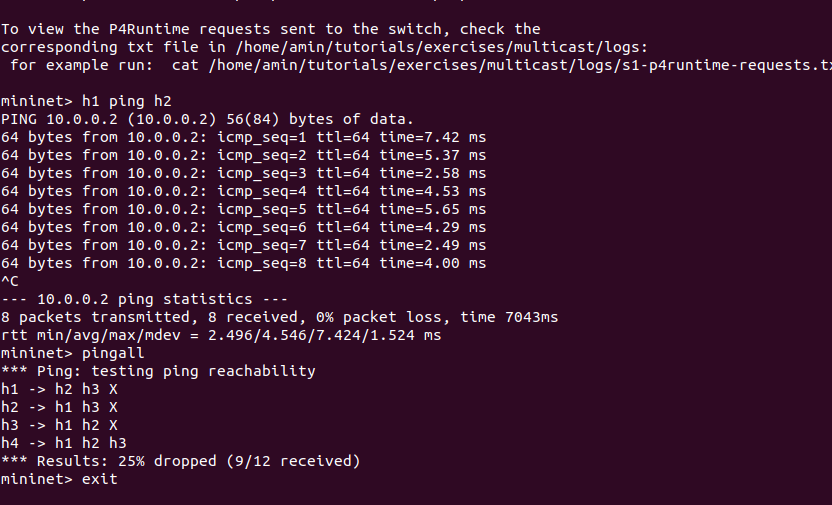 To view the P4Runtime requests sent to the switch, check the
corresponding txt file in /home/amin/tutorials/exercises/multicast/logs:
 for example run:  cat /home/amin/tutorials/exercises/multicast/logs/s1-p4runtime-requests.tx
mininet> h1 ping h2
PING 10.0.0.2 (10.0.0.2) 56(84) bytes of data.
64 bytes from 10.0.0.2: icmp_seq=1 ttl=64 time=7.42 ms
64 bytes from 10.0.0.2: icmp_seq=2 ttl=64 time=5.37 ms
64 bytes from 10.0.0.2: icmp_seq=3 ttl=64 time=2.58 ms
64 bytes from 10.0.0.2: icmp_seq=4 ttl=64 time=4.53 ms
64 bytes from 10.0.0.2: icmp_seq=5 ttl=64 time=5.65 ms
64 bytes from 10.0.0.2: icmp_seq=6 ttl=64 time=4.29 ms
64 bytes from 10.0.0.2: icmp_seq=7 ttl=64 time=2.49 ms
64 bytes from 10.0.0.2: icmp_seq=8 ttl=64 time=4.00 ms
^C
--- 10.0.0.2 ping statistics ---
8 packets transmitted, 8 received, 0% packet loss, time 7043ms
rtt min/avg/max/mdev = 2.496/4.546/7.424/1.524 ms
mininet> pingall
*** Ping: testing ping reachability
h1 -> h2 h3 X
h2 -> h1 h3 X
h3 -> h1 h2 X
h4 -> h1 h2 h3
*** Results: 25% dropped (9/12 received)
mininet> exit